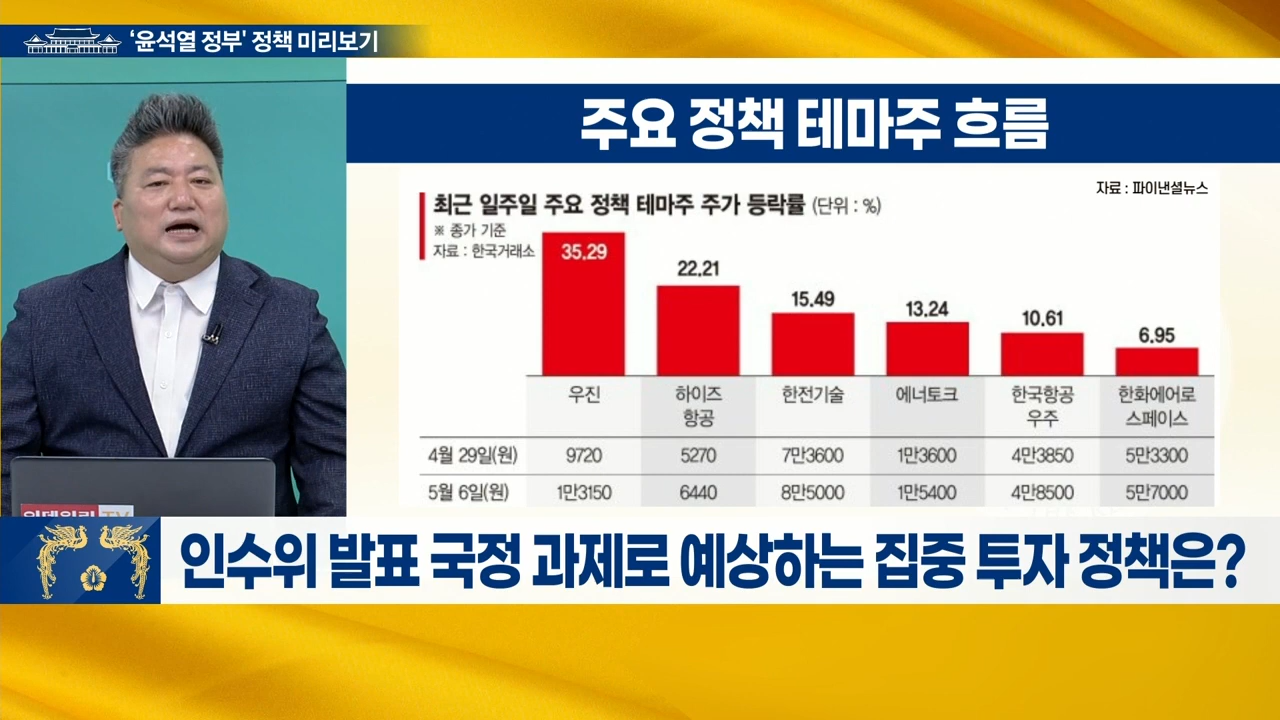 ‘윤석열 정부' 정책 미리보기
주요 정책 테마주 흐름
자료 : 파이낸셜뉴스
최근 일주일 주요 정책 테마주 주가 등락률 (단위 : %)
※ 종가 기준
자료 : 한국거래소
35.29 22.21 15.49 13.24 10.61 6.95
우진 하이즈항공 한전기술 에너토크 한국항공우주 한화에어로스페이스
4월 29일(원) 9720 5270 7만3600 1만3600 4만3850 5만3300
5월 6일(원) 1만3150 6440 8만5000 1만5400 4만8500 5만7000
이데일리 TV
인수위 발표 국정 과제로 예상하는 집중 투자 정책은?